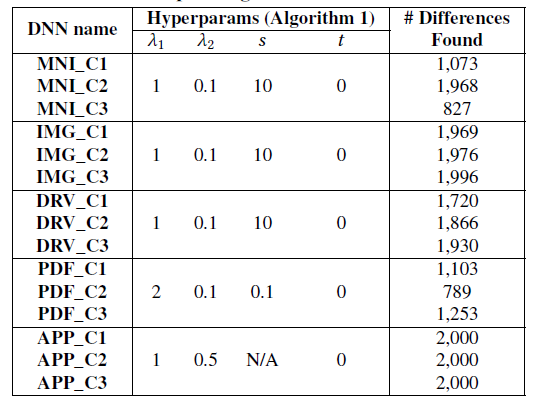 DNN name Hyperparams (Algorithm 1) # Differences Found
λ1 λ2 s t
MNI_C1 1,073
MNI_C2 1 0.1 10 0 1,968
MNI_C3 827
IMG_C1 1,969
IMG_C2 1 0.1 10 0 1,976
IMG_C3 1,996
DRV_C1 1,720
DRV_C2 1 0.1 10 0 1,866
DRV_C3 1,930
PDF_C1 1,103
PDF_C2 2 0.1 0.1 0 789
PDF_C3 1,253
APP_C1 2,000
APP_C2 1 0.5 N/A 0 2,000
APP_C3 2,000